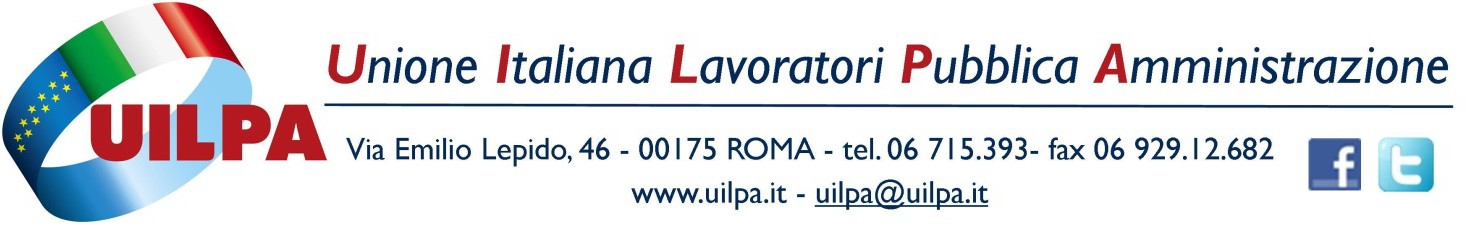 UILPA
Unione Italiana Lavoratori Pubblica Amministrazione
Via Emilio Lepido, 46 - 00175 ROMA - tel. 06 715.393- fax 06 929.12.682
www.uilpa.it - uilpa@uilpa.it